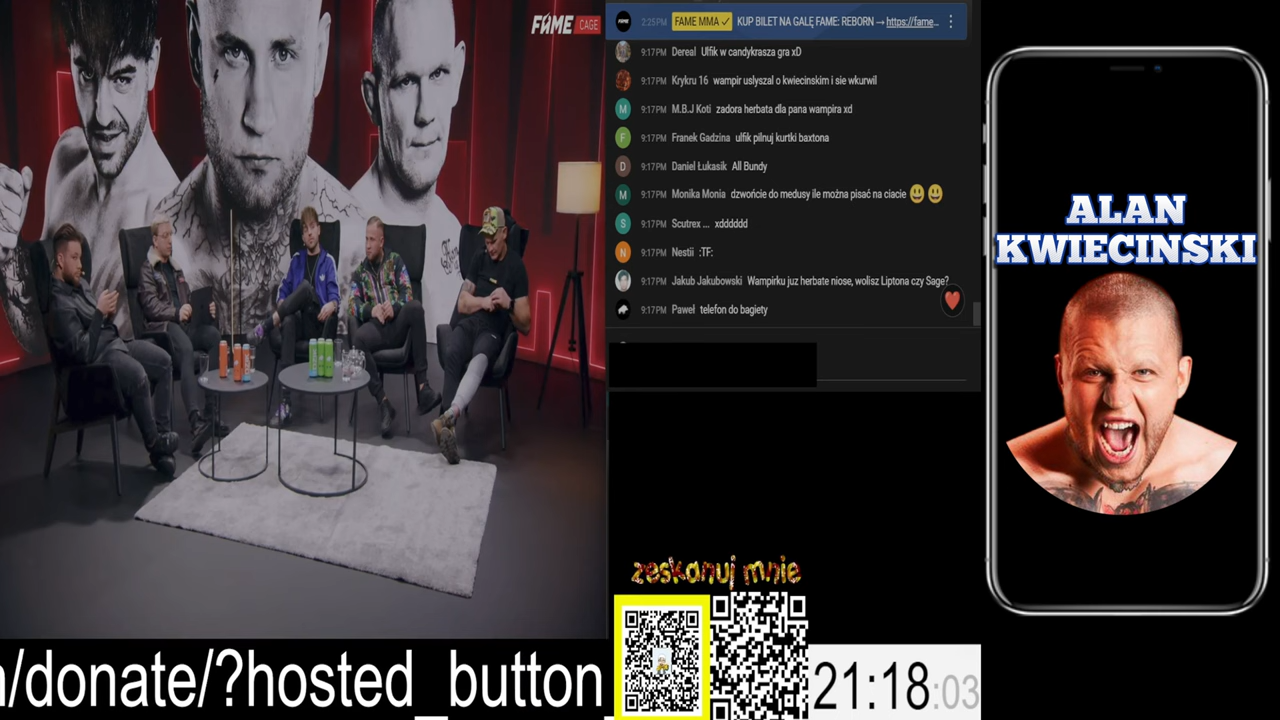 FAME CAGE
2:25PM FAME MMA ✓ KUP BILET NA GALĘ FAME: REBORN → https://fame...
9:17PM Dereal Ulfik w candykrasza gra xD
9:17PM Krykru 16 wampir uslyszal o kwiecinskim i sie wkurwil
M 9:17PM M.B.J Koti zadora herbata dla pana wampira xd
F 9:17PM Franek Gadzina ulfik pilnuj kurtki baxtona
D 9:17PM Daniel Łukasik All Bundy
M 9:17PM Monika Monia dzwońcie do medusy ile można pisać na ciacie 😃 😃
S 9:17PM Scutrex ... xdddddd
N 9:17PM Nestii :TF:
9:17PM Jakub Jakubowski Wampirku juz herbate niose, wolisz Liptona czy Sage?
9:17PM Paweł telefon do bagiety
ALAN
KWIECINSKI
zeskanuj mnie
/donate/?hosted_button_
21:18:03